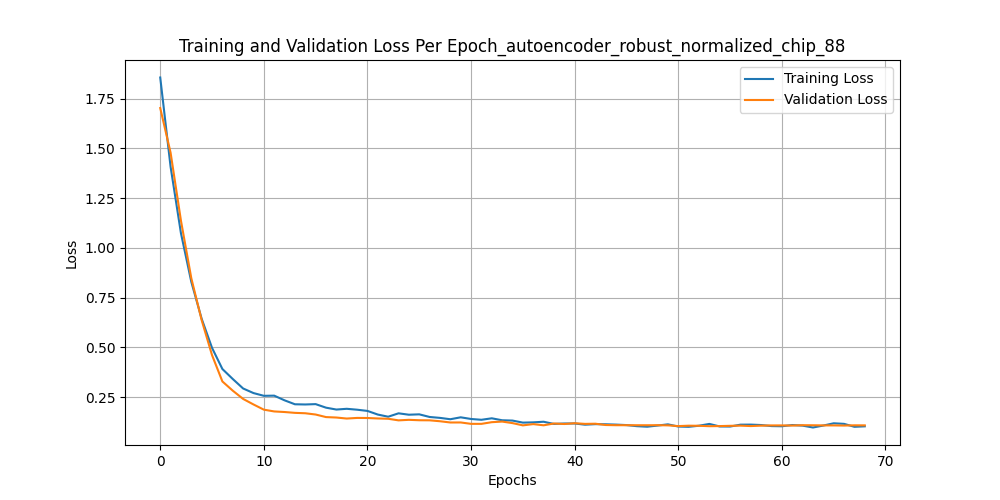 Training and Validation Loss Per Epoch_autoencoder_robust_normalized_chip_88
Training Loss
Validation Loss
1.75
1.50
1.25
1.00
0.75
0.50
0.25
Loss
0 10 20 30 40 50 60 70
Epochs